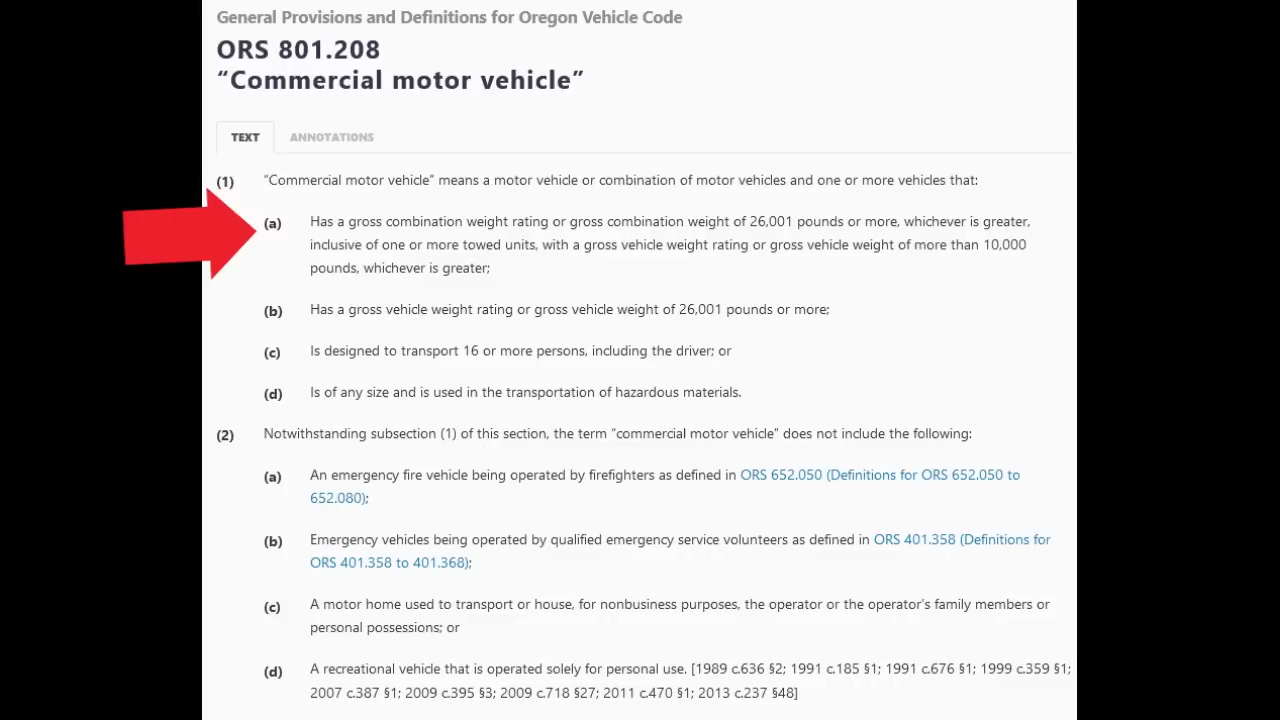 General Provisions and Definitions for Oregon Vehicle Code
ORS 801.208
“Commercial motor vehicle”
TEXT ANNOTATIONS
(1) “Commercial motor vehicle” means a motor vehicle or combination of motor vehicles and one or more vehicles that:
(a) Has a gross combination weight rating or gross combination weight of 26,001 pounds or more, whichever is greater,
inclusive of one or more towed units, with a gross vehicle weight rating or gross vehicle weight of more than 10,000
pounds, whichever is greater;
(b) Has a gross vehicle weight rating or gross vehicle weight of 26,001 pounds or more;
(c) Is designed to transport 16 or more persons, including the driver; or
(d) Is of any size and is used in the transportation of hazardous materials.
(2) Notwithstanding subsection (1) of this section, the term “commercial motor vehicle” does not include the following:
(a) An emergency fire vehicle being operated by firefighters as defined in ORS 652.050 (Definitions for ORS 652.050 to
652.080);
(b) Emergency vehicles being operated by qualified emergency service volunteers as defined in ORS 401.358 (Definitions for
ORS 401.358 to 401.368);
(c) A motor home used to transport or house, for nonbusiness purposes, the operator or the operator’s family members or
personal possessions; or
(d) A recreational vehicle that is operated solely for personal use. [1989 c.636 §2; 1991 c.185 §1; 1991 c.676 §1; 1999 c.359 §1;
2007 c.387 §1; 2009 c.395 §3; 2009 c.718 §27; 2011 c.470 §1; 2013 c.237 §48]